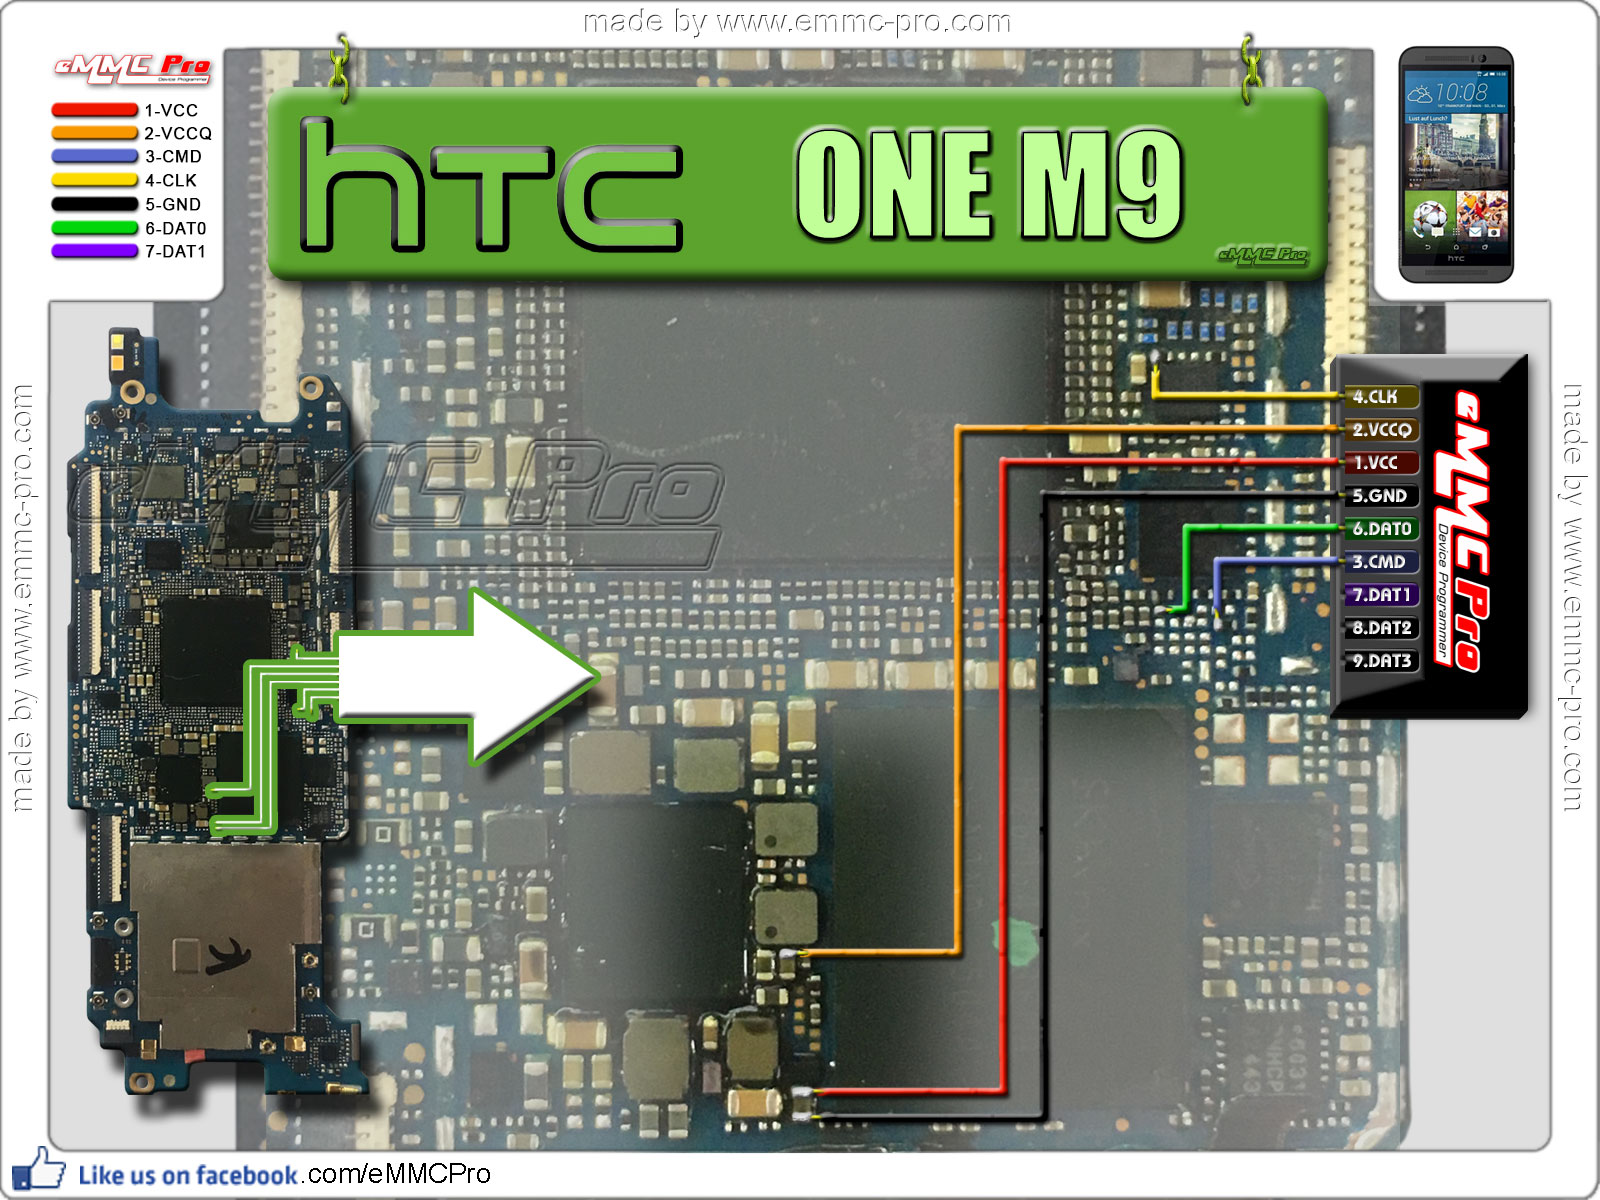 made by www.emmc-pro.com
eMMC Pro
Device Programmer
1-VCC
2-VCCQ
3-CMD
4-CLK
5-GND
6-DAT0
7-DAT1
hTC
ONE M9
eMMC Pro
10:08
Lust auf Lunch?
hTC
eMMC Pro
4.CLK
2.VCCQ
1.VCC
5.GND
6.DAT0
3.CMD
7.DAT1
8.DAT2
9.DAT3
eMMC Pro
Device Programmer
made by www.emmc-pro.com
made by www.emmc-pro.com
Like us on facebook.com/eMMCPro